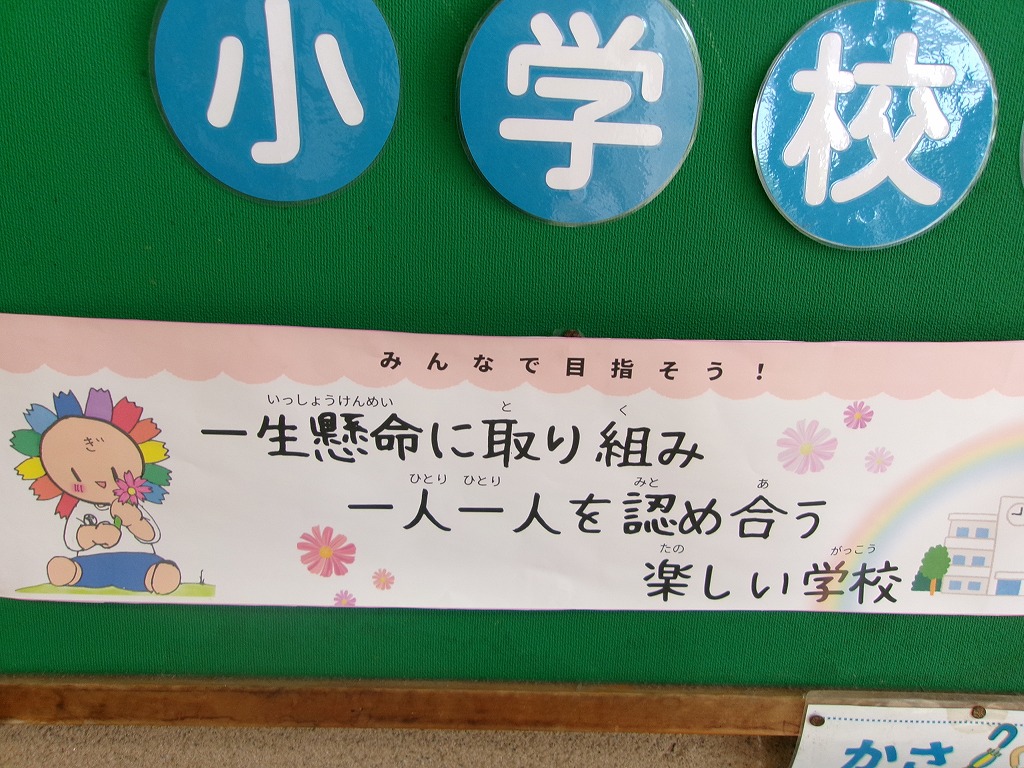 小学校
みんなで目指そう!
いっしょうけんめい と く
一生懸命に取り組み
ひとり ひとり みと あ
一人一人を認め合う
たの がっこう
楽しい学校
ぎ
かさ